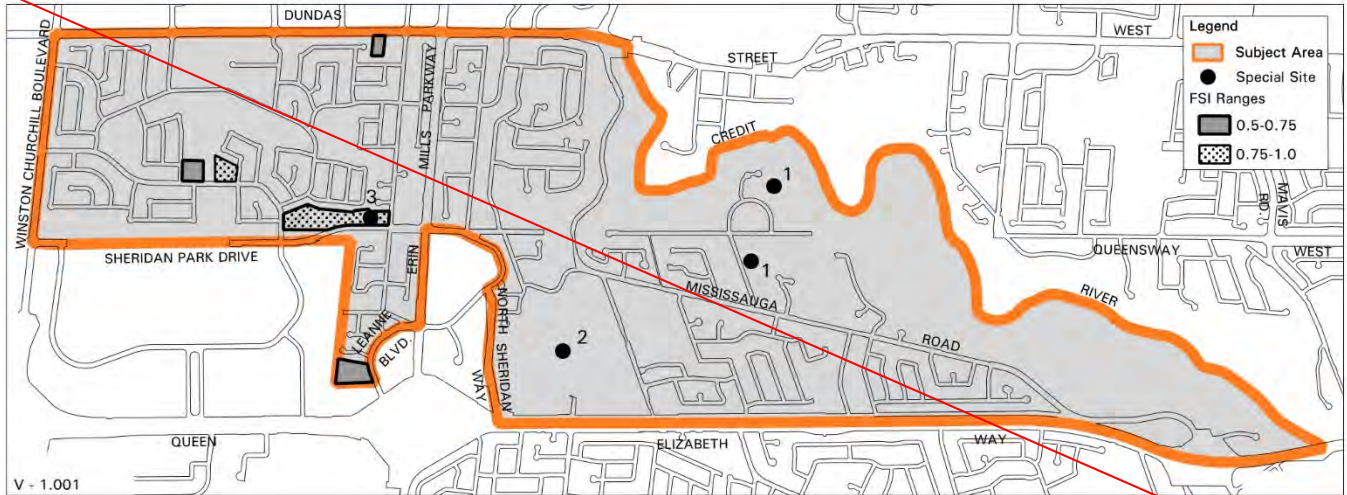 DUNDAS
WEST
STREET
Legend
Subject Area
Special Site
FSI Ranges
0.5-0.75
0.75-1.0
WINSTON CHURCHILL BOULEVARD
MILLS PARKWAY
ERIN
CREDIT
1
3
MAVIS
RD.
SHERIDAN PARK DRIVE
QUEENSWAY
WEST
1
RIVER
MISSISSAUGA
ROAD
NORTH SHERIDAN
WAY
LEANNE
BLVD.
2
QUEEN
ELIZABETH
WAY
V - 1.001